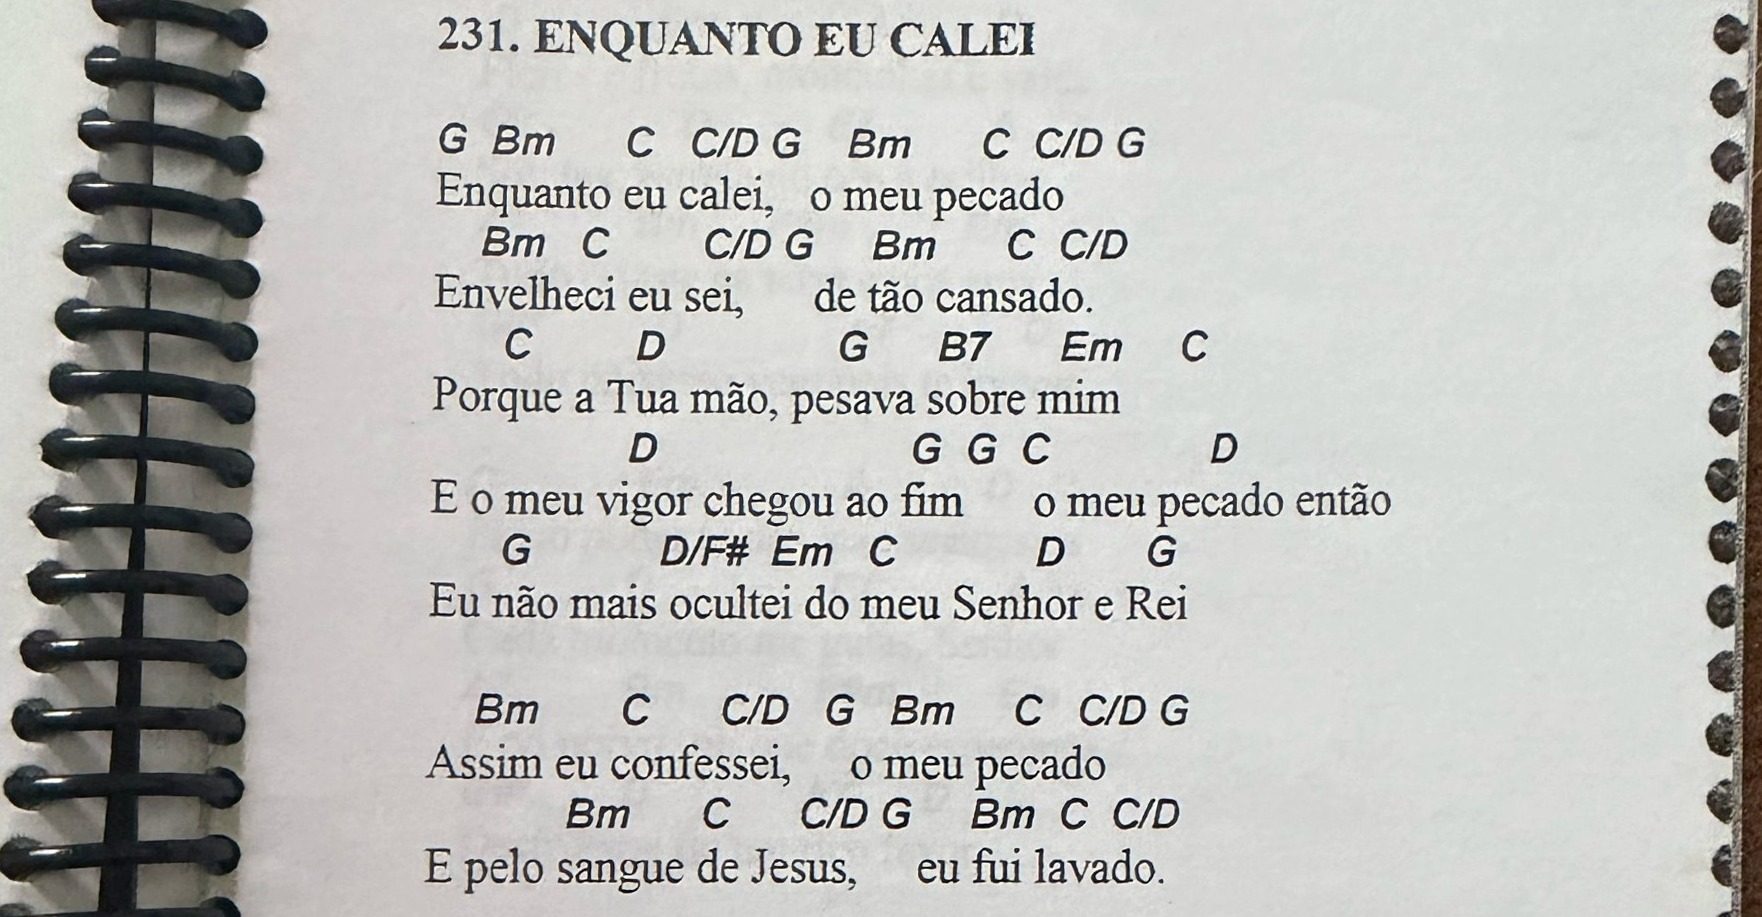 231. ENQUANTO EU CALEI
G Bm C C/D G Bm C C/D G
Enquanto eu calei, o meu pecado
Bm C C/D G Bm C C/D
Envelheci eu sei, de tão cansado.
C D G B7 Em C
Porque a Tua mão, pesava sobre mim
D G G C D
E o meu vigor chegou ao fim o meu pecado então
G D/F# Em C D G
Eu não mais ocultei do meu Senhor e Rei
Bm C C/D G Bm C C/D G
Assim eu confessei, o meu pecado
Bm C C/D G Bm C C/D
E pelo sangue de Jesus, eu fui lavado.